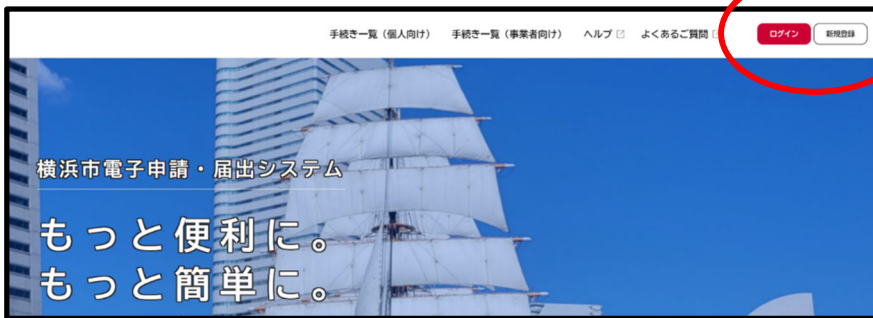 手続き一覧（個人向け） 手続き一覧（事業者向け） ヘルプ よくあるご質問 ログイン 新規登録
横浜市電子申請・届出システム
もっと便利に。
もっと簡単に。